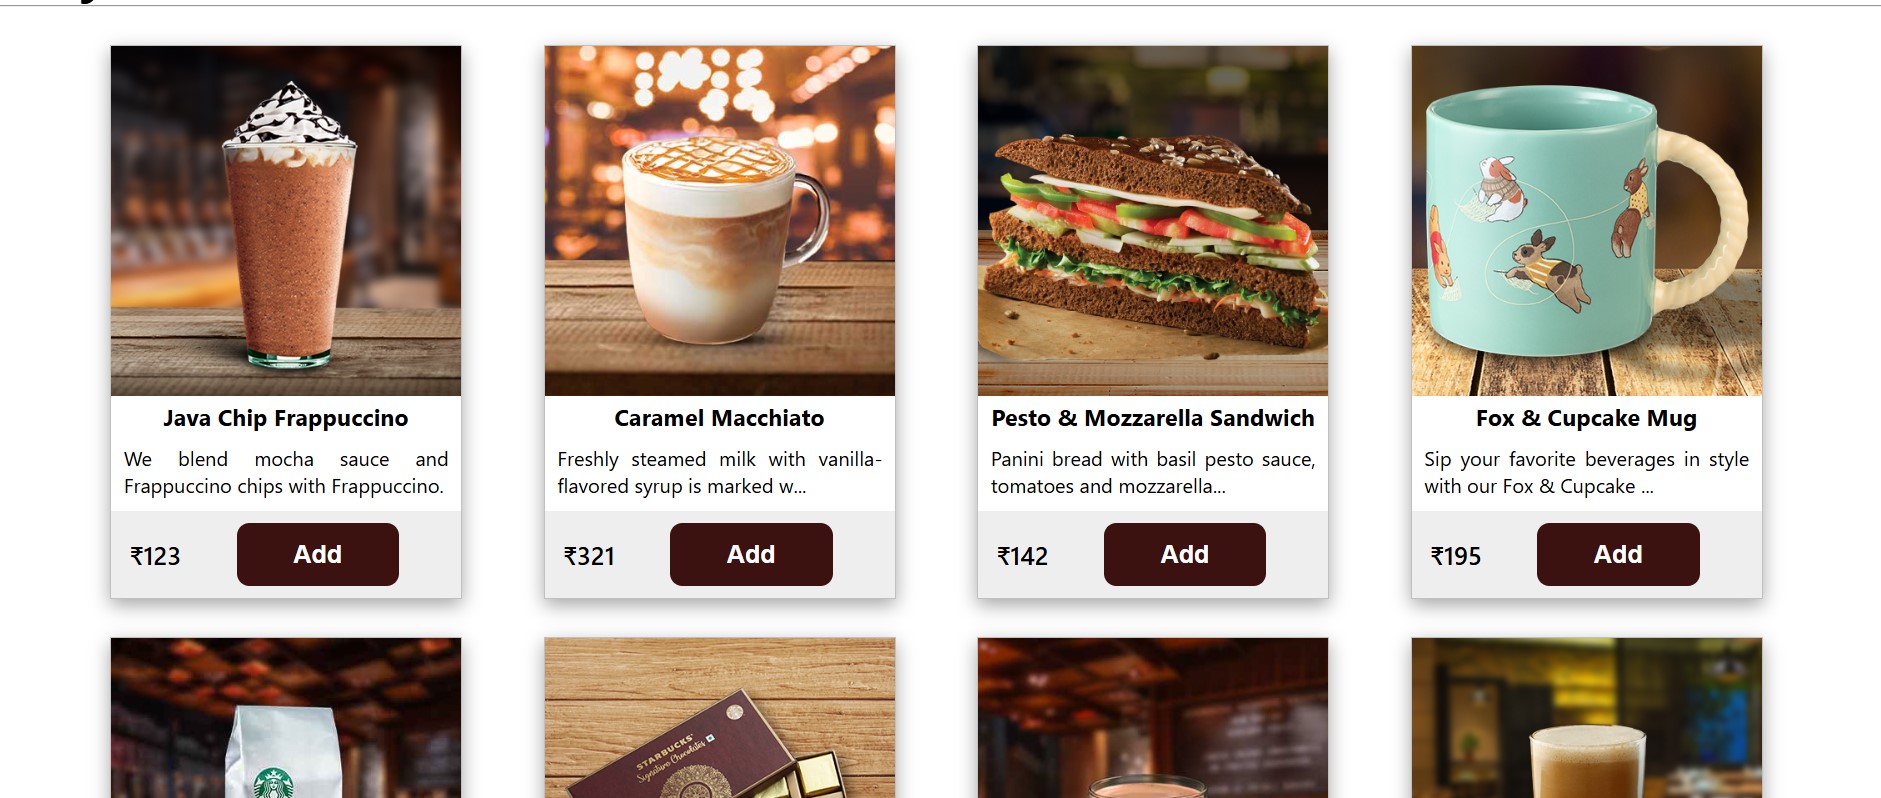 Java Chip Frappuccino
We blend mocha sauce and
Frappuccino chips with Frappuccino.
₹123
Add
Caramel Macchiato
Freshly steamed milk with vanilla-
flavored syrup is marked w...
₹321
Add
Pesto & Mozzarella Sandwich
Panini bread with basil pesto sauce,
tomatoes and mozzarella...
₹142
Add
Fox & Cupcake Mug
Sip your favorite beverages in style
with our Fox & Cupcake ...
₹195
Add
STARBUCKS
Signature Chocolates